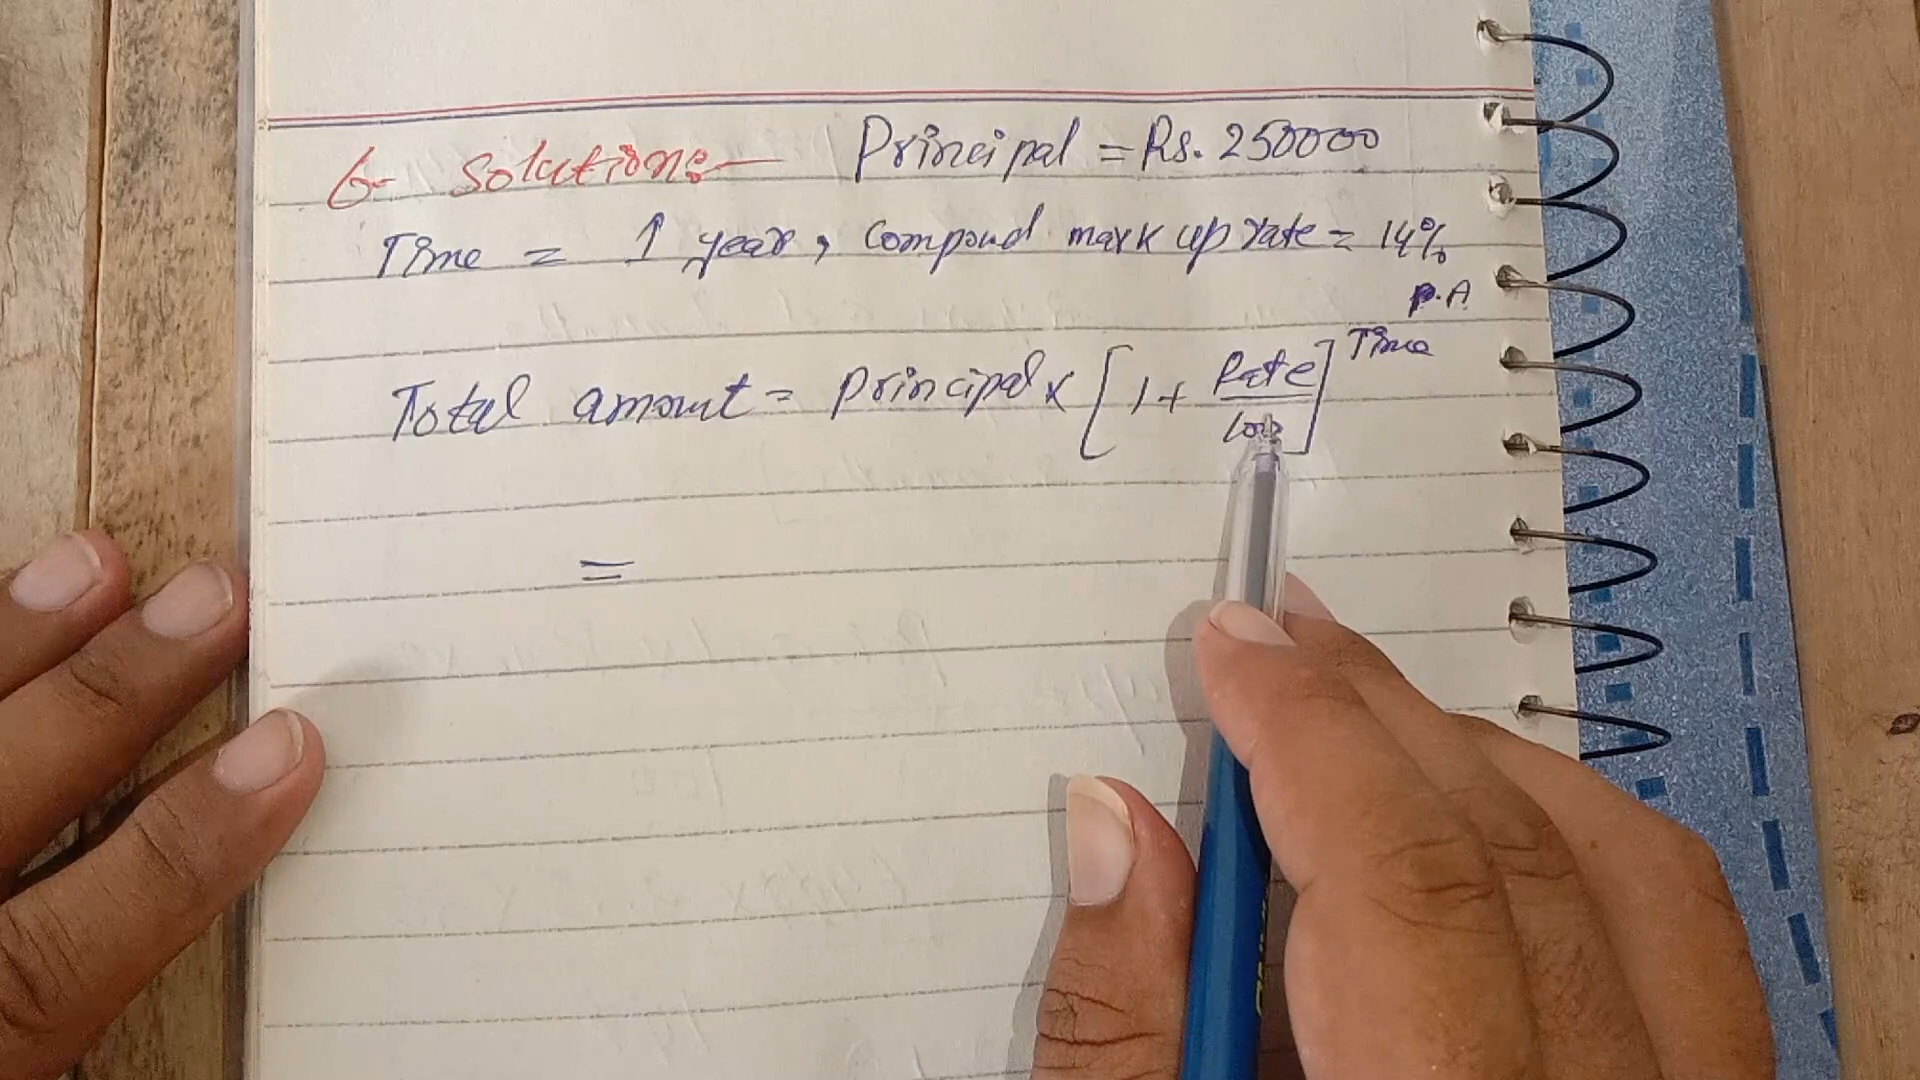 6- Solution:- Principal = Rs. 250000
Time = 1 year, Compoud mark up rate = 14%
P.A
Total amount = Principal x [1 + Rate/100]^Time
=